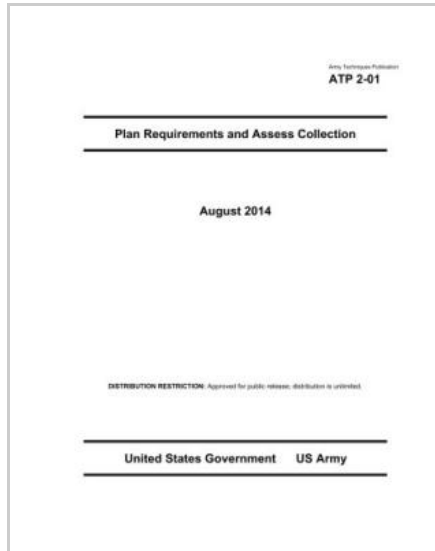 Army Techniques Publication
ATP 2-01
Plan Requirements and Assess Collection
August 2014
DISTRIBUTION RESTRICTION: Approved for public release; distribution is unlimited.
United States Government US Army